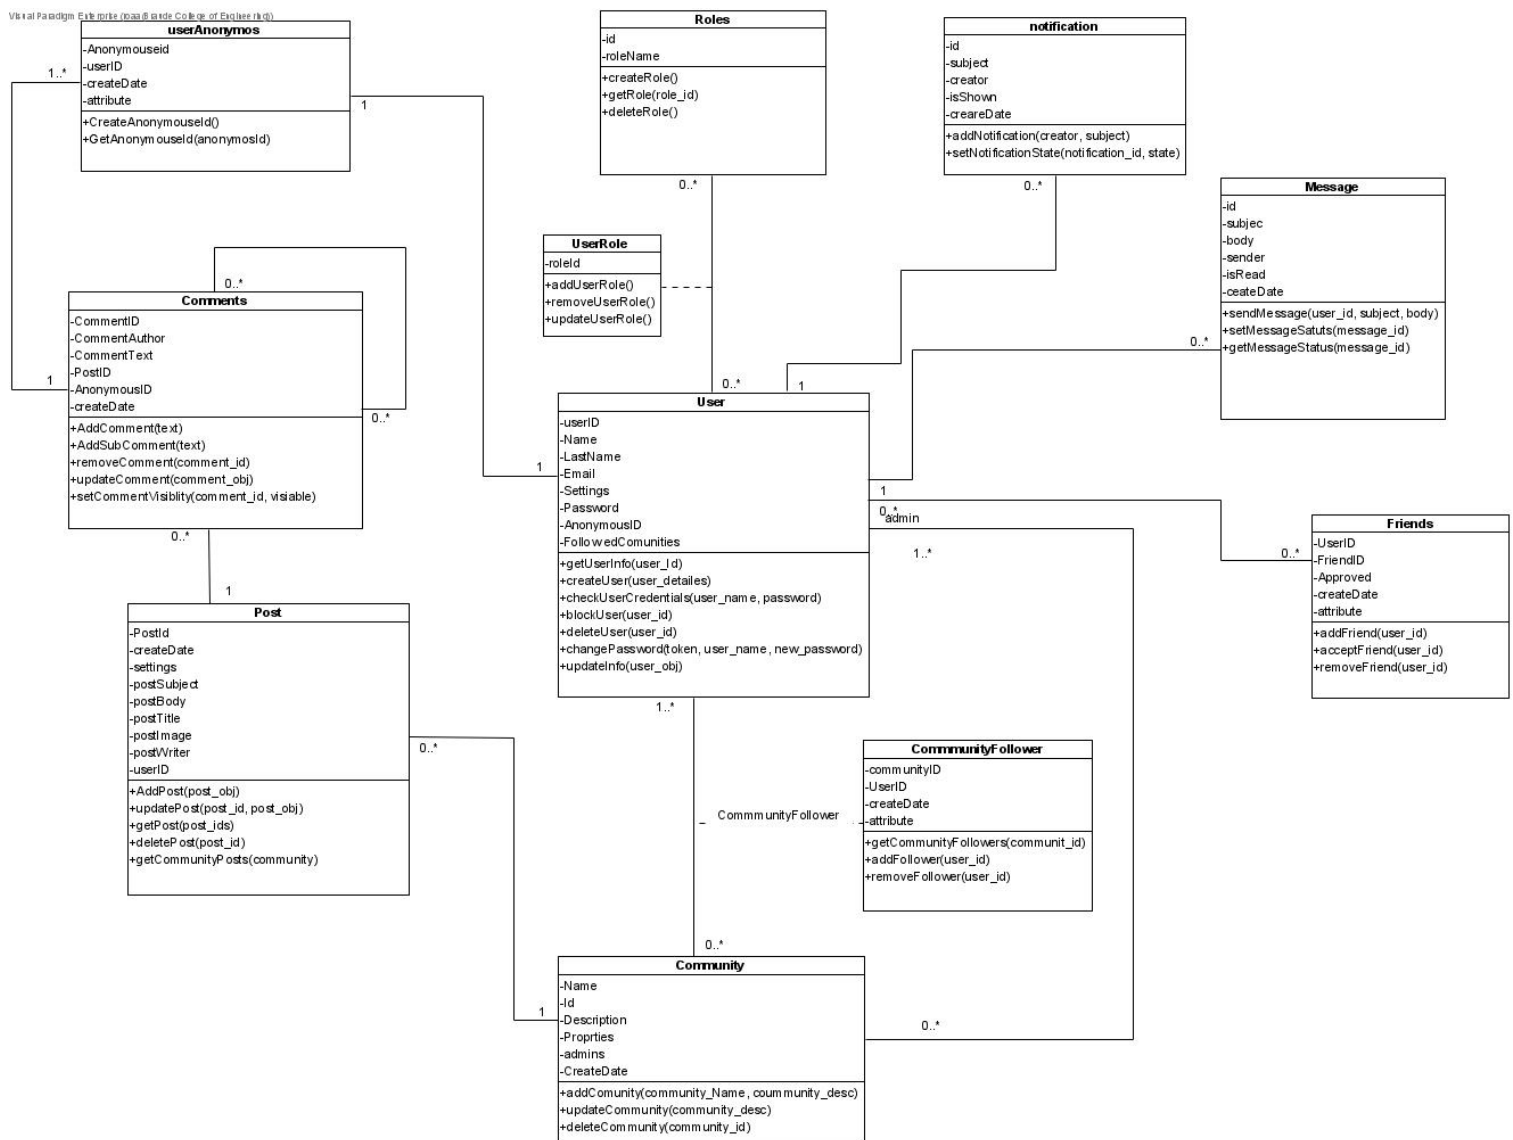 Visual Paradigm Enterprise (roaa(Braude College of Engineering))
userAnonymos
-Anonymouseid
-userID
-createDate
-attribute
+CreateAnonymouseId()
+GetAnonymouseId(anonymosId)
1..*
1
Roles
-id
-roleName
+createRole()
+getRole(role_id)
+deleteRole()
0..*
notification
-id
-subject
-creator
-isShown
-creareDate
+addNotification(creator, subject)
+setNotificationState(notification_id, state)
0..*
Message
-id
-subjec
-body
-sender
-isRead
-ceateDate
+sendMessage(user_id, subject, body)
+setMessageSatuts(message_id)
+getMessageStatus(message_id)
0..*
UserRole
-roleId
+addUserRole()
+removeUserRole()
+updateUserRole()
0..*
Comments
-CommentID
-CommentAuthor
-CommentText
-PostID
-AnonymousID
-createDate
+AddComment(text)
+AddSubComment(text)
+removeComment(comment_id)
+updateComment(comment_obj)
+setCommentVisiblity(comment_id, visiable)
1
0..*
0..*
0..*
1
User
-userID
-Name
-LastName
-Email
-Settings
-Password
-AnonymousID
-FollowedComunities
+getUserInfo(user_Id)
+createUser(user_detailes)
+checkUserCredentials(user_name, password)
+blockUser(user_id)
+deleteUser(user_id)
+changePassword(token, user_name, new_password)
+updateInfo(user_obj)
1
1
0..*
admin
1..*
0..*
Friends
-UserID
-FriendID
-Approved
-createDate
-attribute
+addFriend(user_id)
+acceptFriend(user_id)
+removeFriend(user_id)
1
Post
-PostId
-createDate
-settings
-postSubject
-postBody
-postTitle
-postImage
-postWriter
-userID
+AddPost(post_obj)
+updatePost(post_id, post_obj)
+getPost(post_ids)
+deletePost(post_id)
+getCommunityPosts(community)
0..*
1..*
CommmunityFollower
CommmunityFollower
-communityID
-UserID
-createDate
-attribute
+getCommunityFollowers(communit_id)
+addFollower(user_id)
+removeFollower(user_id)
0..*
Community
-Name
-Id
-Description
-Proprties
-admins
-CreateDate
+addComunity(community_Name, coummunity_desc)
+updateCommunity(community_desc)
+deleteCommunity(community_id)
1
0..*